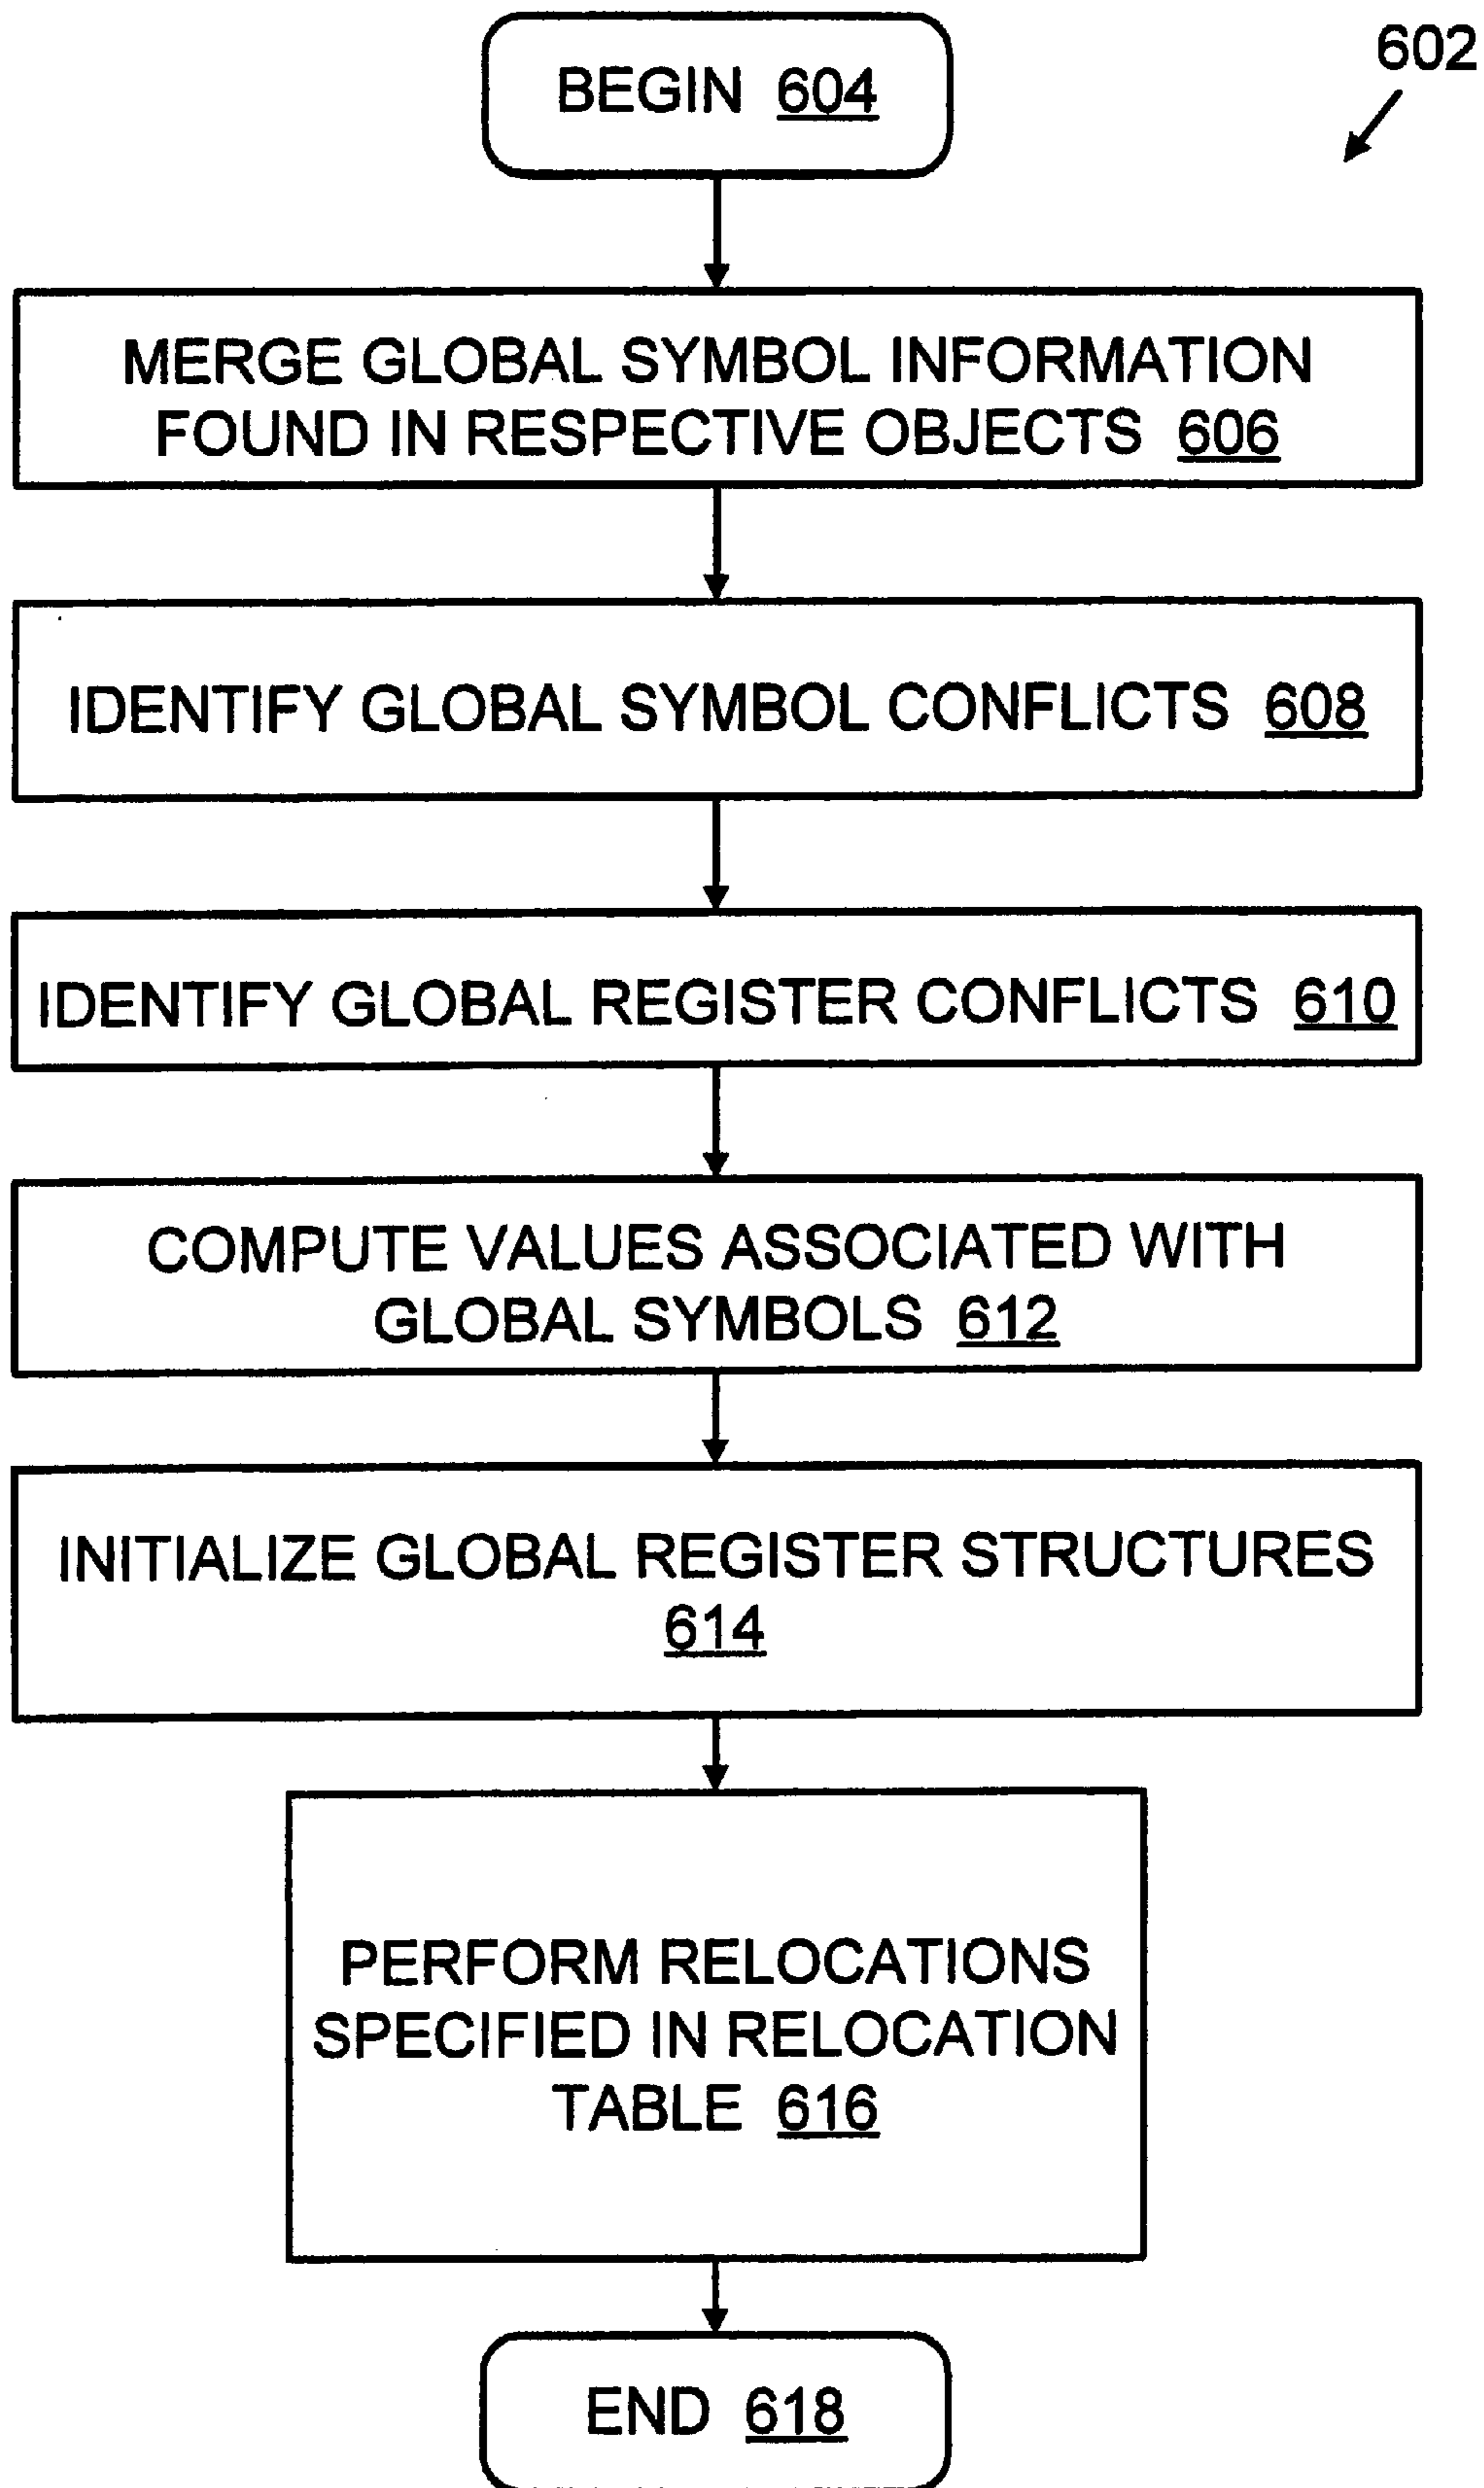 602
BEGIN 604
MERGE GLOBAL SYMBOL INFORMATION
FOUND IN RESPECTIVE OBJECTS 606
IDENTIFY GLOBAL SYMBOL CONFLICTS 608
IDENTIFY GLOBAL REGISTER CONFLICTS 610
COMPUTE VALUES ASSOCIATED WITH
GLOBAL SYMBOLS 612
INITIALIZE GLOBAL REGISTER STRUCTURES
614
PERFORM RELOCATIONS
SPECIFIED IN RELOCATION
TABLE 616
END 618